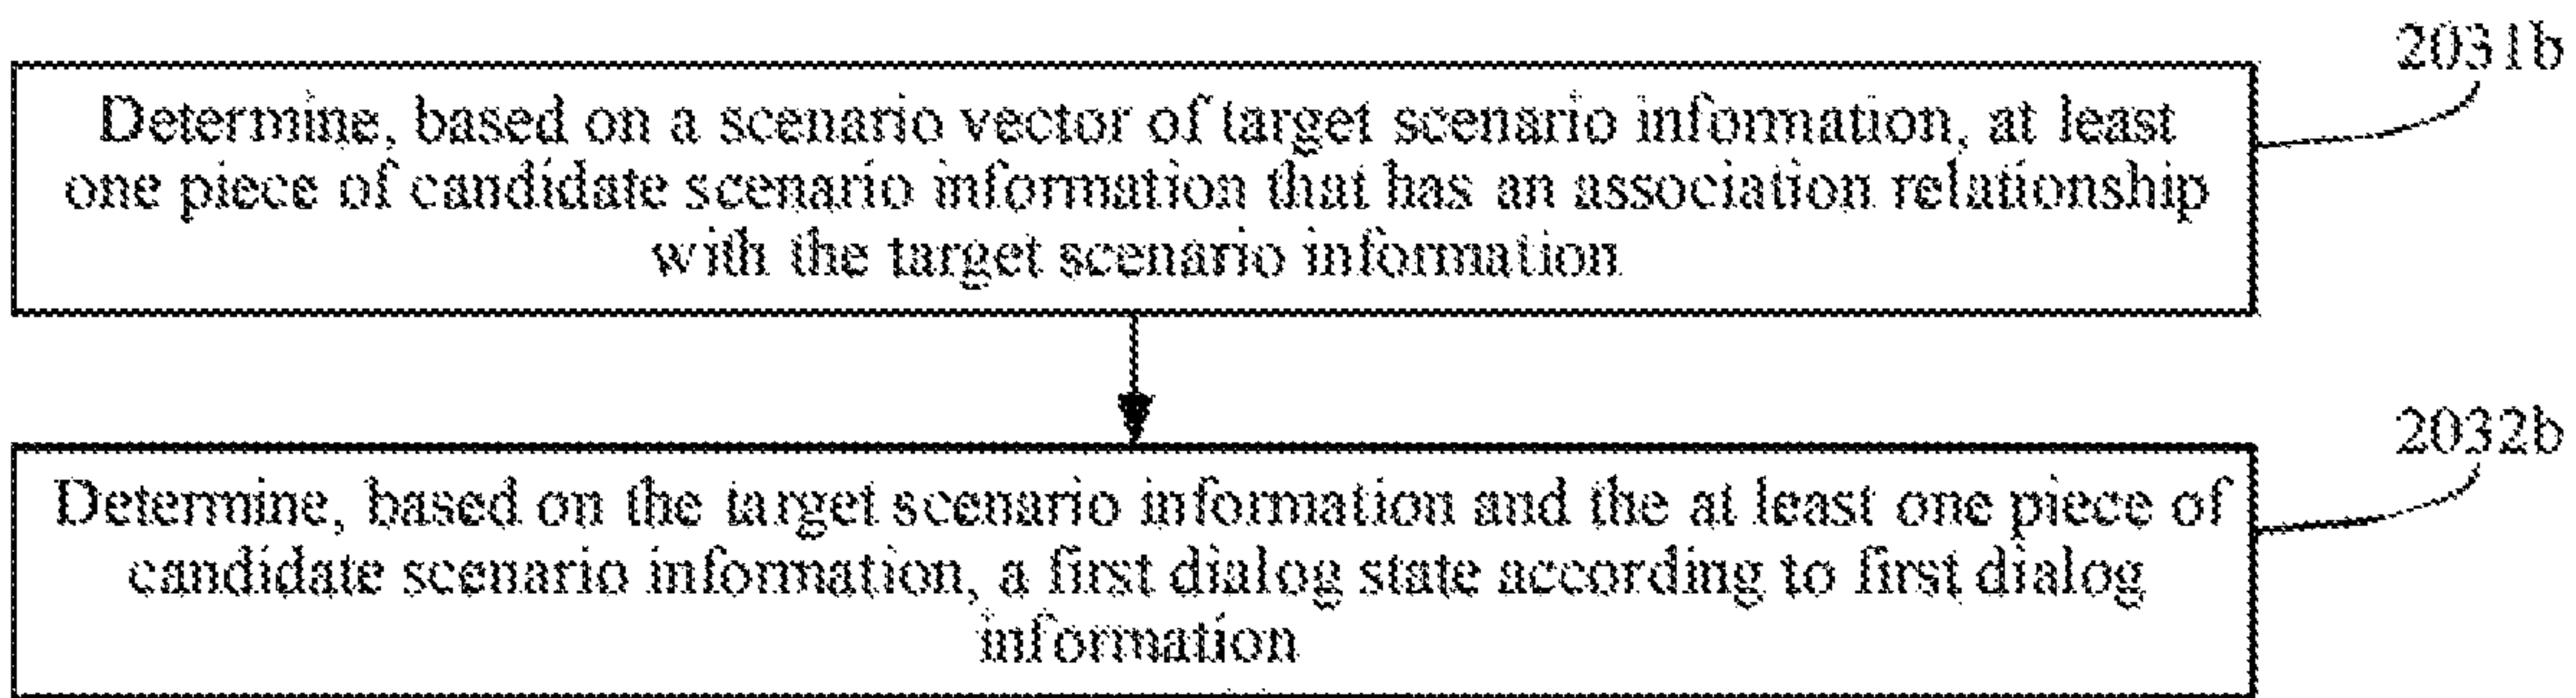 2031b
Determine, based on a scenario vector of target scenario information, at least
one piece of candidate scenario information that has an association relationship
with the target scenario information
2032b
Determine, based on the target scenario information and the at least one piece of
candidate scenario information, a first dialog state according to first dialog
information